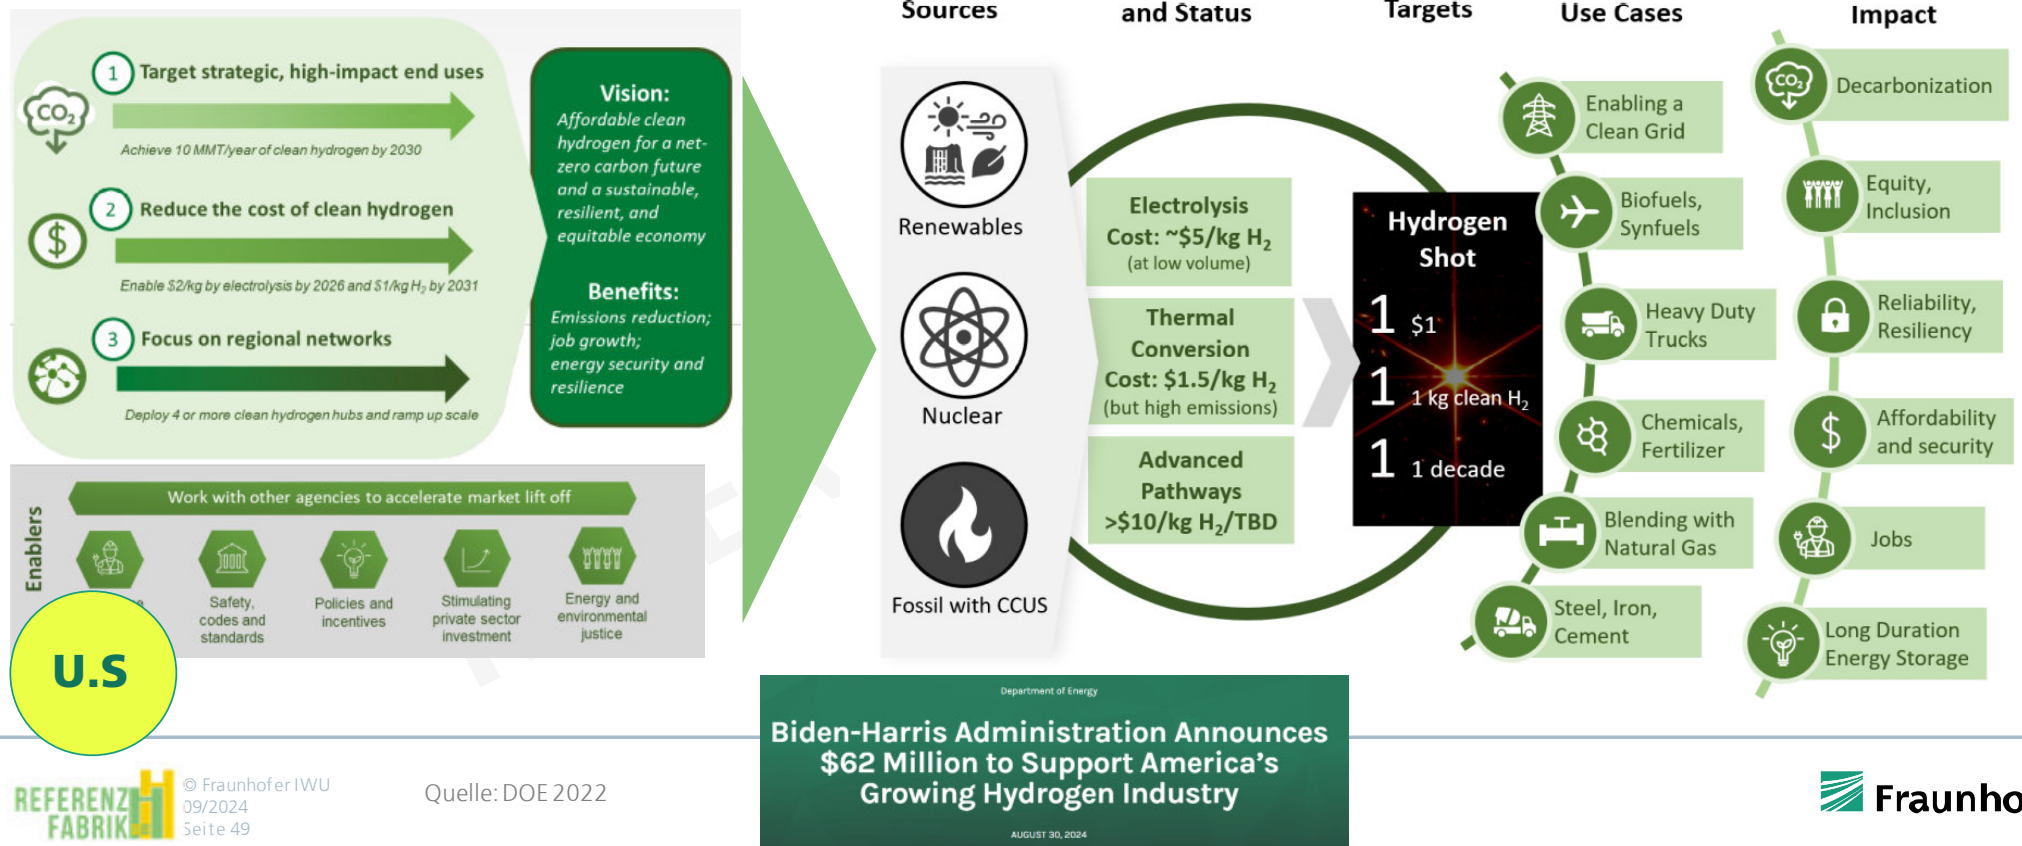 1
Target strategic, high-impact end uses
CO2
Achieve 10 MMT/year of clean hydrogen by 2030
2
Reduce the cost of clean hydrogen
$
Enable $2/kg by electrolysis by 2026 and $1/kg H2 by 2031
3
Focus on regional networks
Deploy 4 or more clean hydrogen hubs and ramp up scale
Vision:
Affordable clean
hydrogen for a net-
zero carbon future
and a sustainable,
resilient, and
equitable economy
Benefits:
Emissions reduction;
job growth;
energy security and
resilience
Enablers
Work with other agencies to accelerate market lift off
Safety,
codes and
standards
Policies and
incentives
Stimulating
private sector
investment
Energy and
environmental
justice
U.S
Sources
Renewables
Nuclear
Fossil with CCUS
and Status
Electrolysis
Cost: ~$5/kg H2
(at low volume)
Thermal
Conversion
Cost: $1.5/kg H2
(but high emissions)
Advanced
Pathways
>$10/kg H2/TBD
Targets
Hydrogen
Shot
1 $1
1 1 kg clean H2
1 1 decade
Use Cases
Enabling a
Clean Grid
Biofuels,
Synfuels
Heavy Duty
Trucks
Chemicals,
Fertilizer
Blending with
Natural Gas
Steel, Iron,
Cement
Impact
CO2
Decarbonization
Equity,
Inclusion
Reliability,
Resiliency
$
Affordability
and security
Jobs
Long Duration
Energy Storage
Department of Energy
Biden-Harris Administration Announces
$62 Million to Support America's
Growing Hydrogen Industry
AUGUST 30, 2024
REFERENZ
FABRIK
© Fraunhofer IWU
09/2024
Seite 49
Quelle: DOE 2022
Fraunho